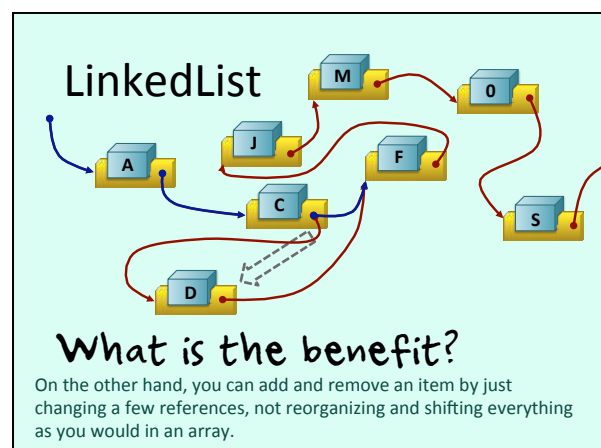 LinkedList
M
0
J
F
A
C
S
D
What is the benefit?
On the other hand, you can add and remove an item by just
changing a few references, not reorganizing and shifting everything
as you would in an array.